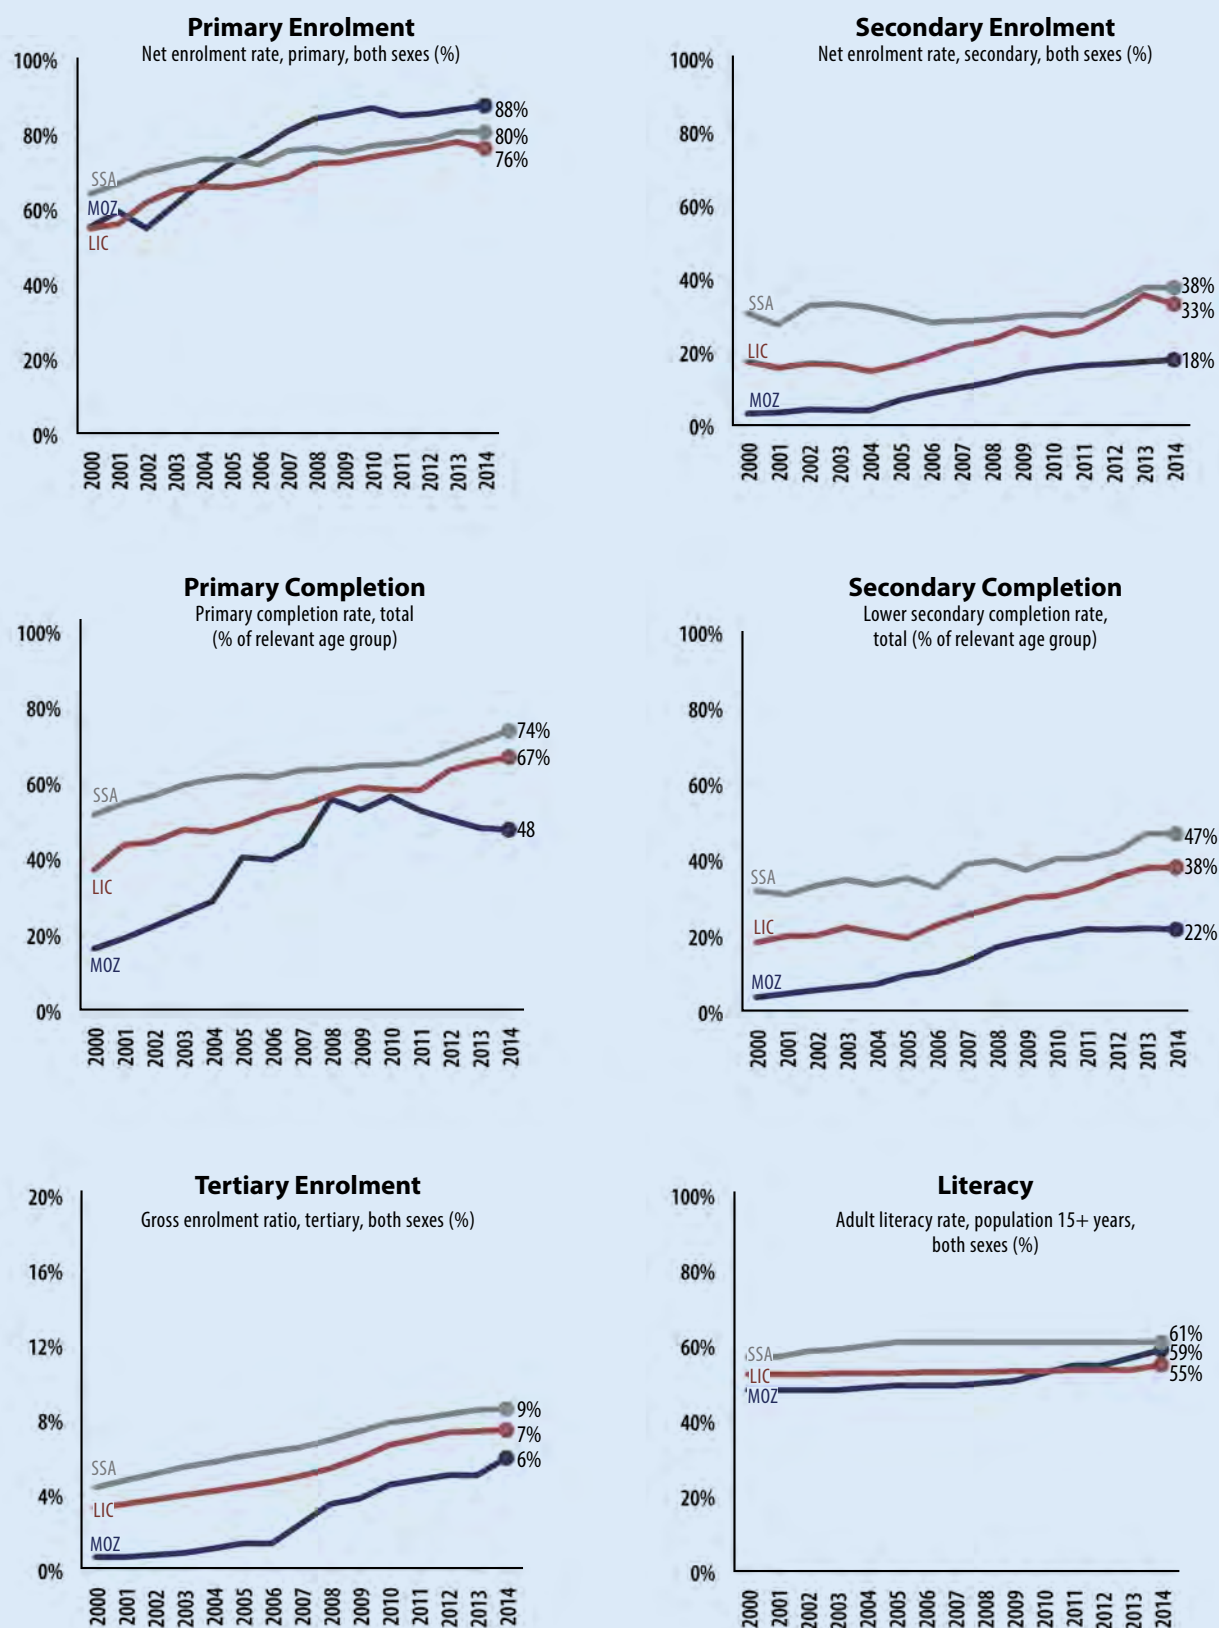 Primary Enrolment
Net enrolment rate, primary, both sexes (%)
100%
80%
60%
40%
20%
0%
SSA
MOZ
LIC
88%
80%
76%
2000 2001 2002 2003 2004 2005 2006 2007 2008 2009 2010 2011 2012 2013 2014
Secondary Enrolment
Net enrolment rate, secondary, both sexes (%)
100%
80%
60%
40%
20%
0%
SSA
LIC
MOZ
38%
33%
18%
2000 2001 2002 2003 2004 2005 2006 2007 2008 2009 2010 2011 2012 2013 2014
Primary Completion
Primary completion rate, total
(% of relevant age group)
100%
80%
60%
40%
20%
0%
SSA
LIC
MOZ
74%
67%
48
2000 2001 2002 2003 2004 2005 2006 2007 2008 2009 2010 2011 2012 2013 2014
Secondary Completion
Lower secondary completion rate,
total (% of relevant age group)
100%
80%
60%
40%
20%
0%
SSA
LIC
MOZ
47%
38%
22%
2000 2001 2002 2003 2004 2005 2006 2007 2008 2009 2010 2011 2012 2013 2014
Tertiary Enrolment
Gross enrolment ratio, tertiary, both sexes (%)
20%
16%
12%
8%
4%
0%
SSA
LIC
MOZ
9%
7%
6%
2000 2001 2002 2003 2004 2005 2006 2007 2008 2009 2010 2011 2012 2013 2014
Literacy
Adult literacy rate, population 15+ years,
both sexes (%)
100%
80%
60%
40%
20%
0%
SSA
LIC
MOZ
61%
59%
55%
2000 2001 2002 2003 2004 2005 2006 2007 2008 2009 2010 2011 2012 2013 2014